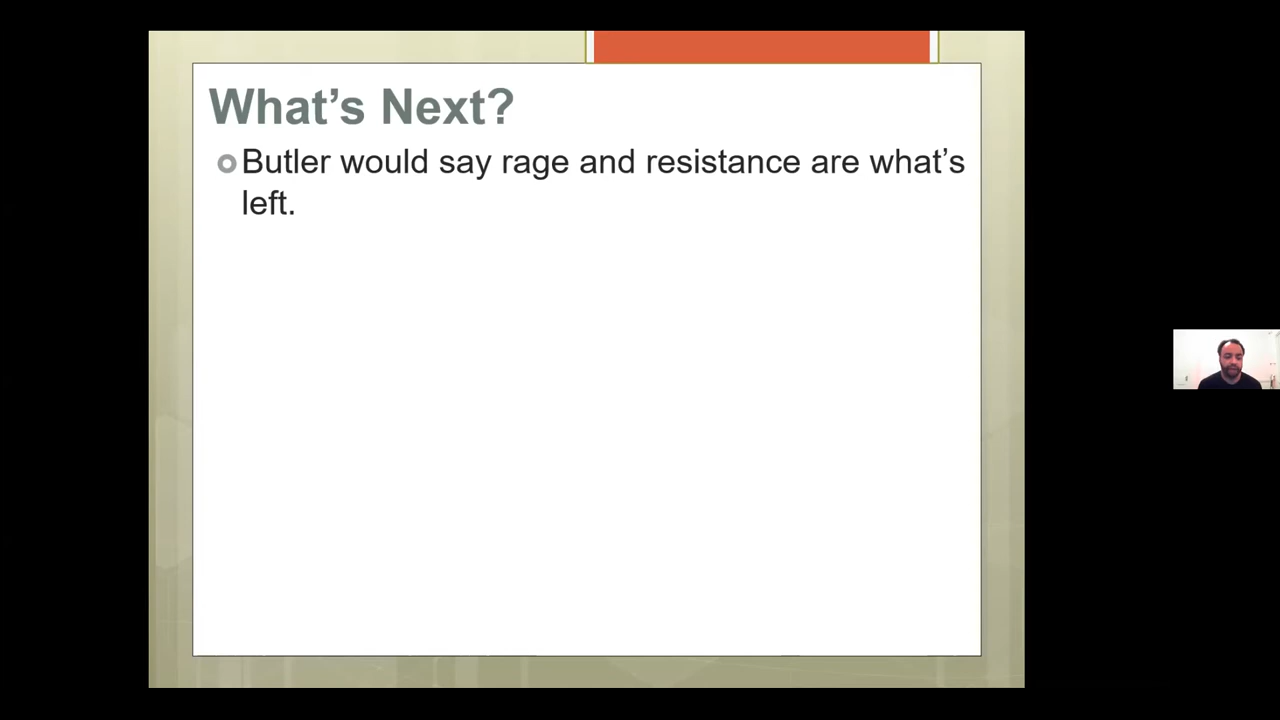 What’s Next?
Butler would say rage and resistance are what’s
left.